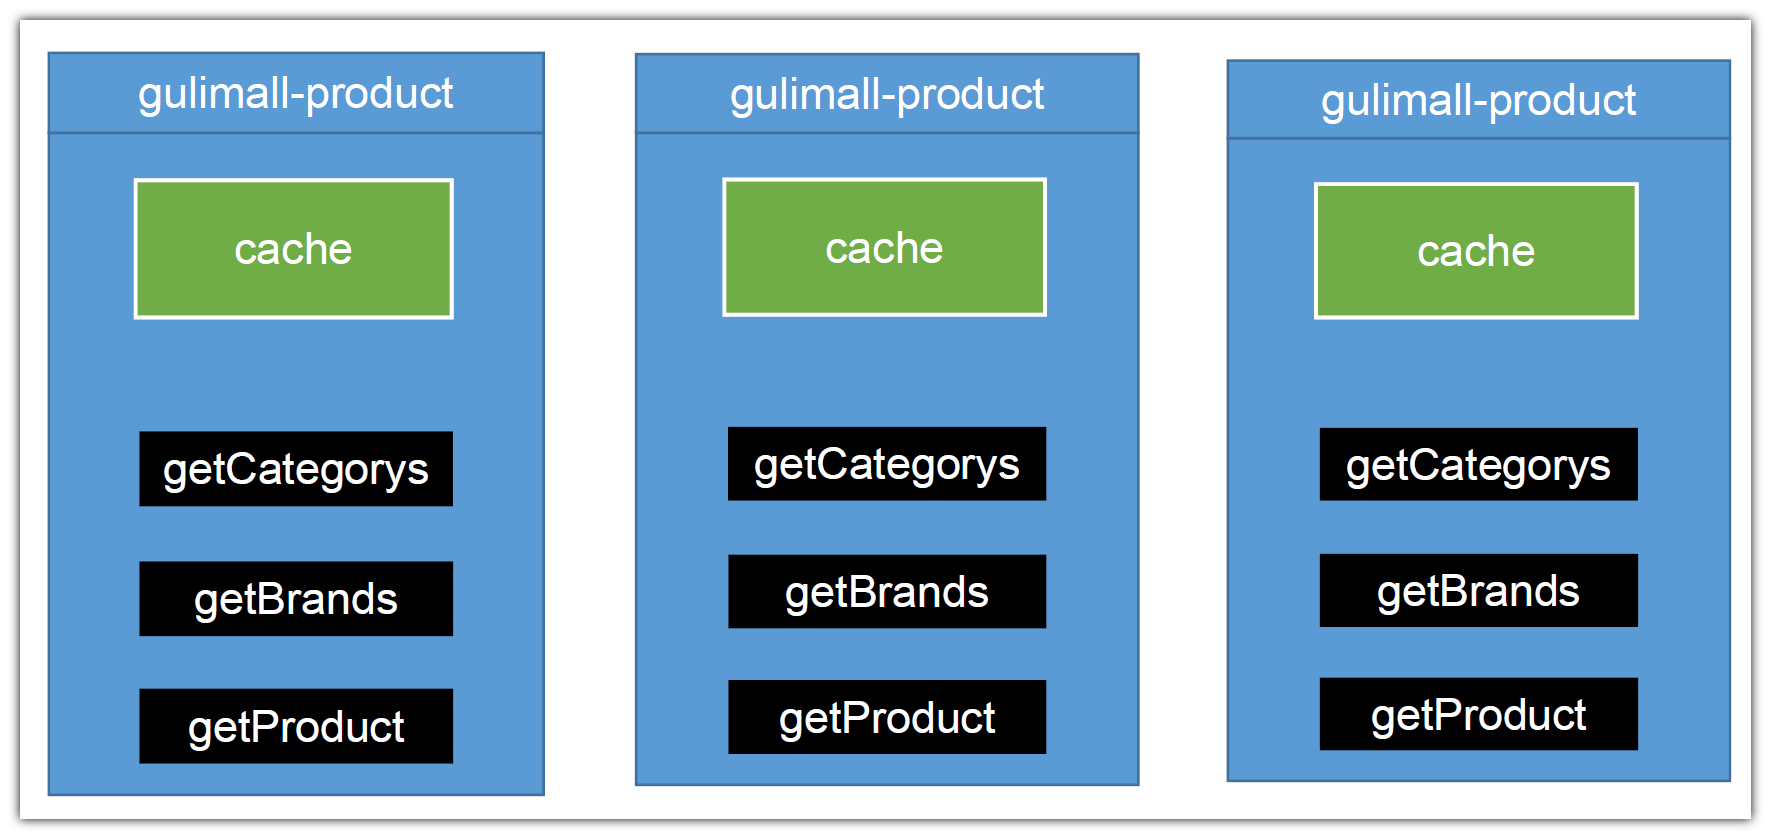 gulimall-product
cache
getCategorys
getBrands
getProduct
gulimall-product
cache
getCategorys
getBrands
getProduct
gulimall-product
cache
getCategorys
getBrands
getProduct